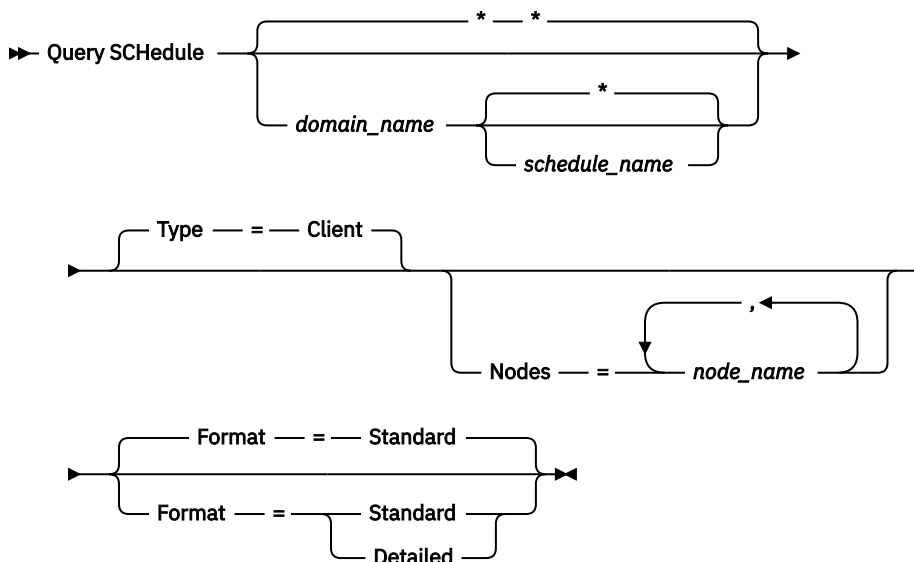 * *
Query SCHedule
*
domain_name
schedule_name
Type = Client
,
Nodes = node_name
Format = Standard
Format = Standard
Detailed